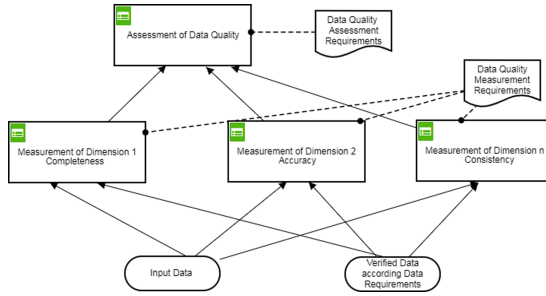 Data Quality
Assessment
Requirements
Assessment of Data Quality
Data Quality
Measurement
Requirements
Measurement of Dimension 1
Completeness
Measurement of Dimension 2
Accuracy
Measurement of Dimension n
Consistency
Input Data
Verified Data
according Data
Requirements